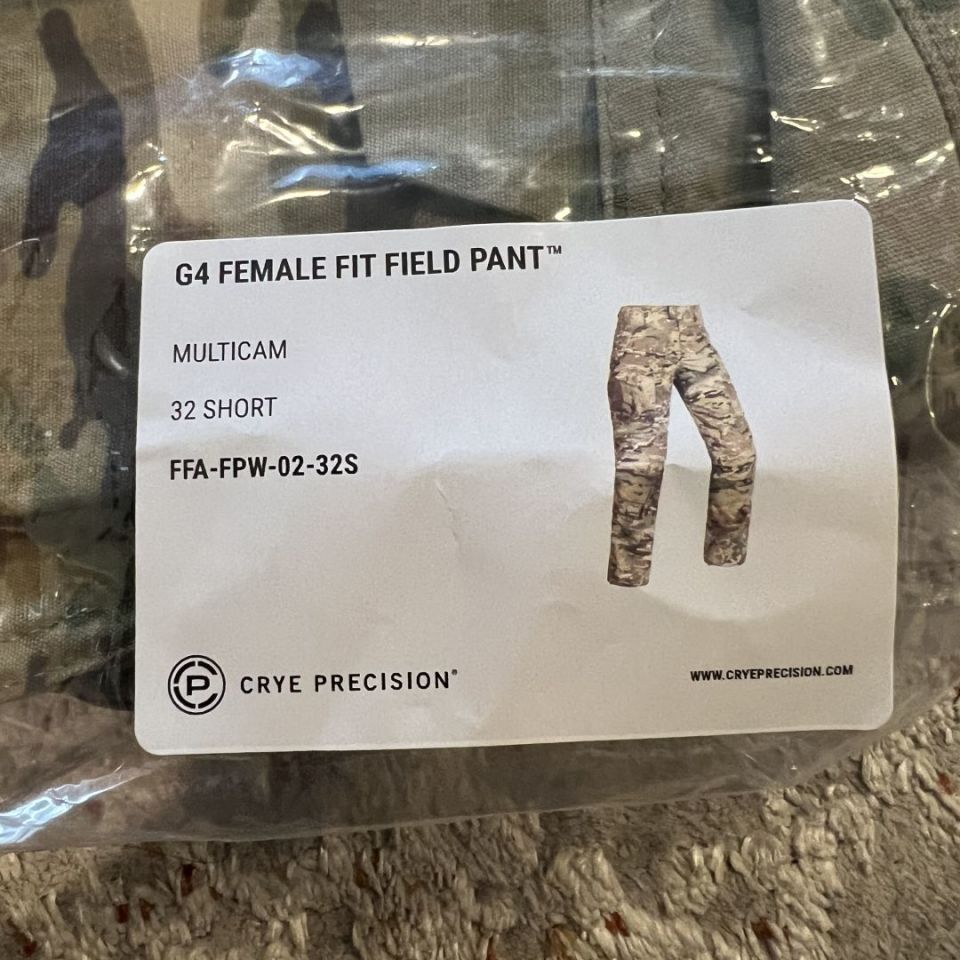 G4 FEMALE FIT FIELD PANT™
MULTICAM
32 SHORT
FFA-FPW-02-32S
P CRYE PRECISION®
WWW.CRYEPRECISION.COM